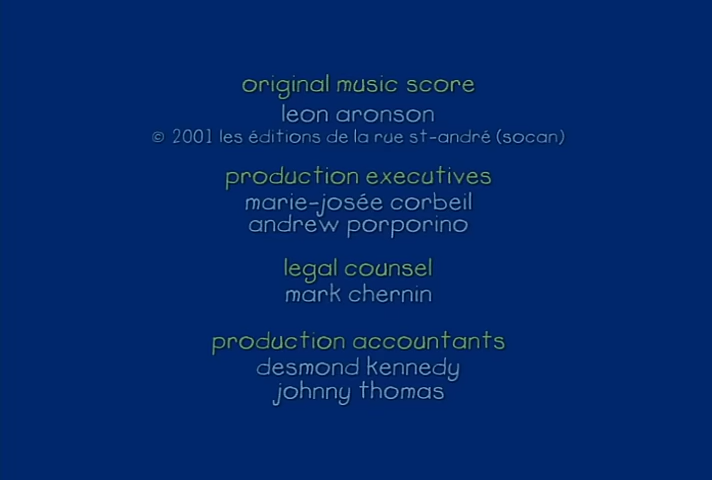 original music score
leon aronson
© 2001 les éditions de la rue st-andré (socan)
production executives
marie-josée corbeil
andrew porporino
legal counsel
mark chernin
production accountants
desmond kennedy
johnny thomas